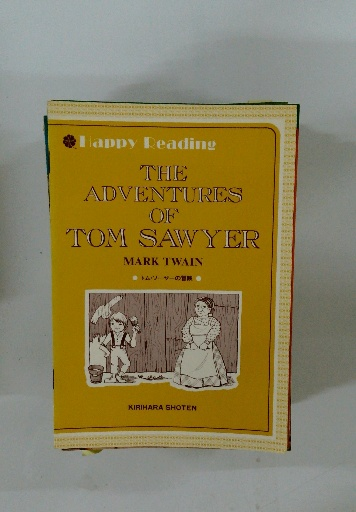 Happy Reading
THE
ADVENTURES
OF
TOM SAWYER
MARK TWAIN
トム・ソーヤーの冒険
KIRIHARA SHOTEN